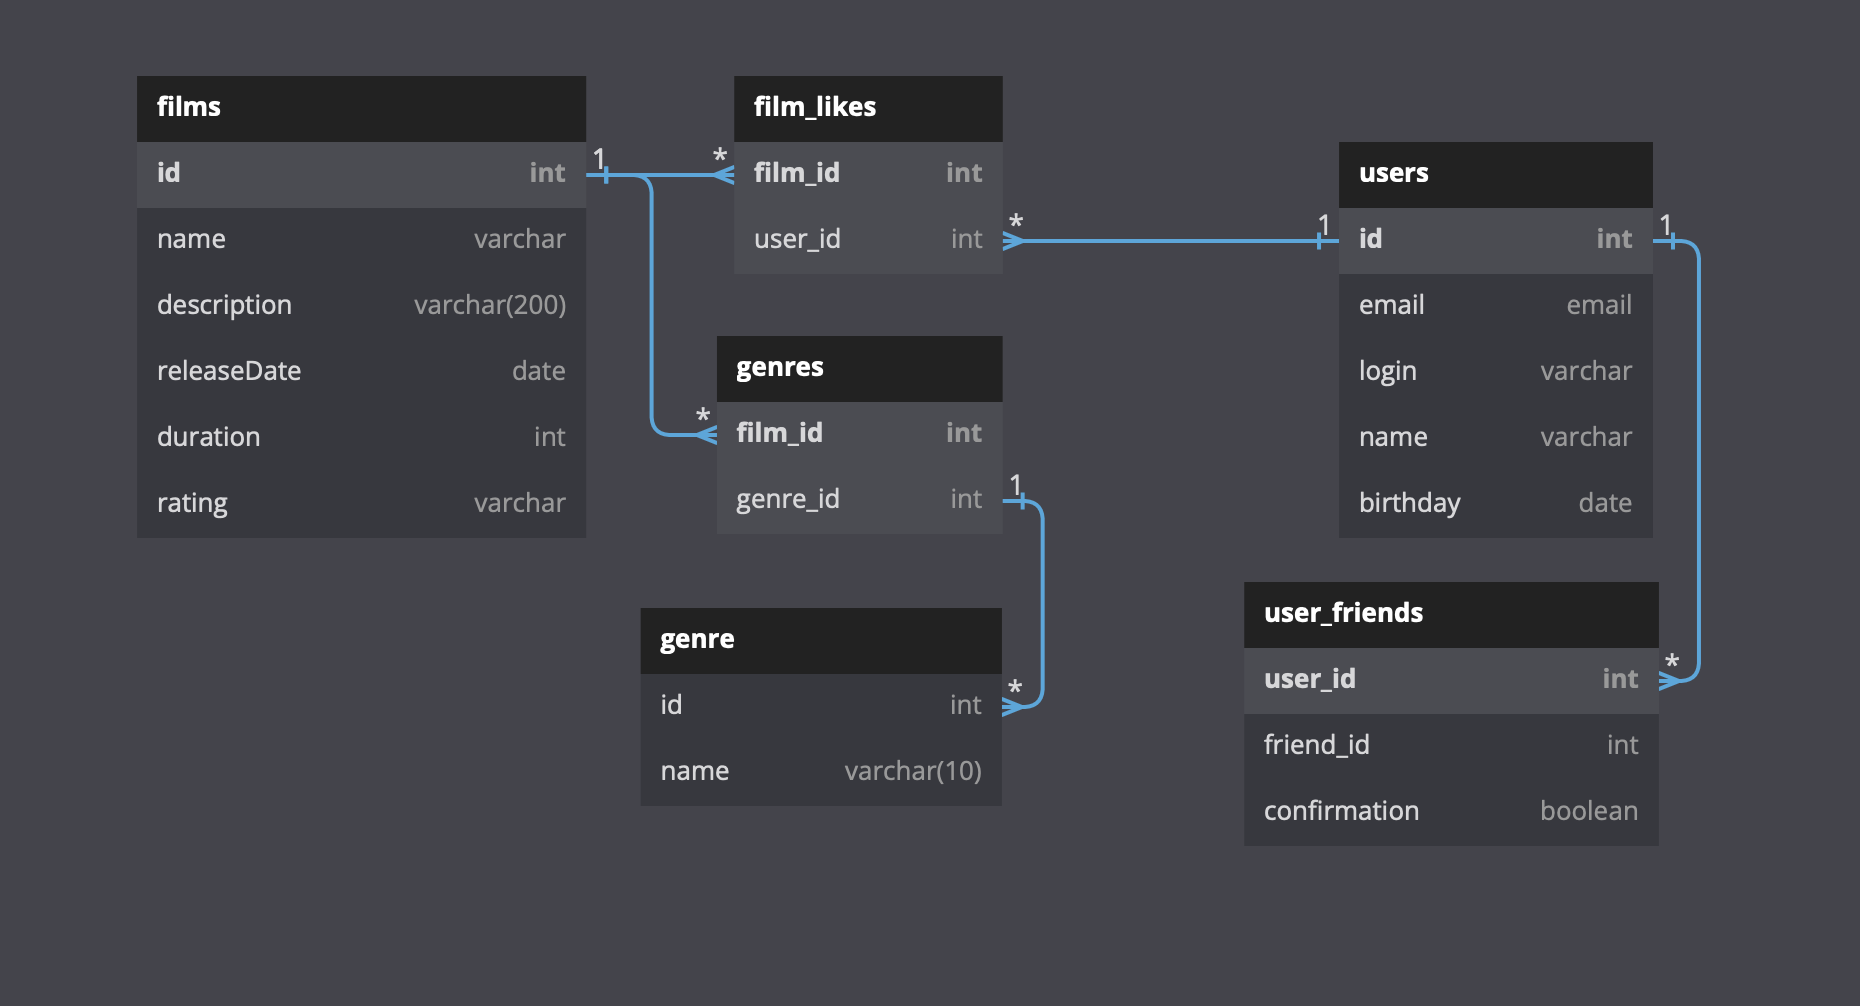 films
id int
name varchar
description varchar(200)
releaseDate date
duration int
rating varchar
1 *
film_likes
film_id int
user_id int
* 1
genres
* film_id int
genre_id int 1
genre
id int *
name varchar(10)
users
id int 1
email email
login varchar
name varchar
birthday date
user_friends
user_id int *
friend_id int
confirmation boolean